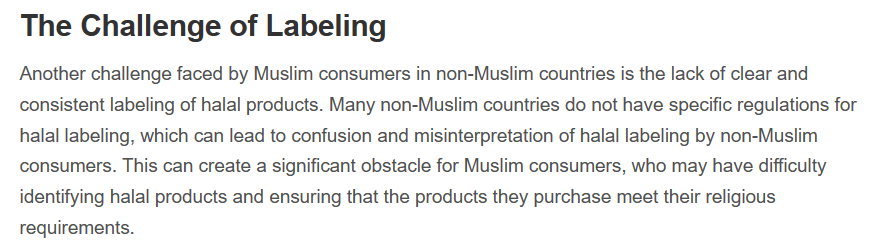 The Challenge of Labeling
Another challenge faced by Muslim consumers in non-Muslim countries is the lack of clear and
consistent labeling of halal products. Many non-Muslim countries do not have specific regulations for
halal labeling, which can lead to confusion and misinterpretation of halal labeling by non-Muslim
consumers. This can create a significant obstacle for Muslim consumers, who may have difficulty
identifying halal products and ensuring that the products they purchase meet their religious
requirements.